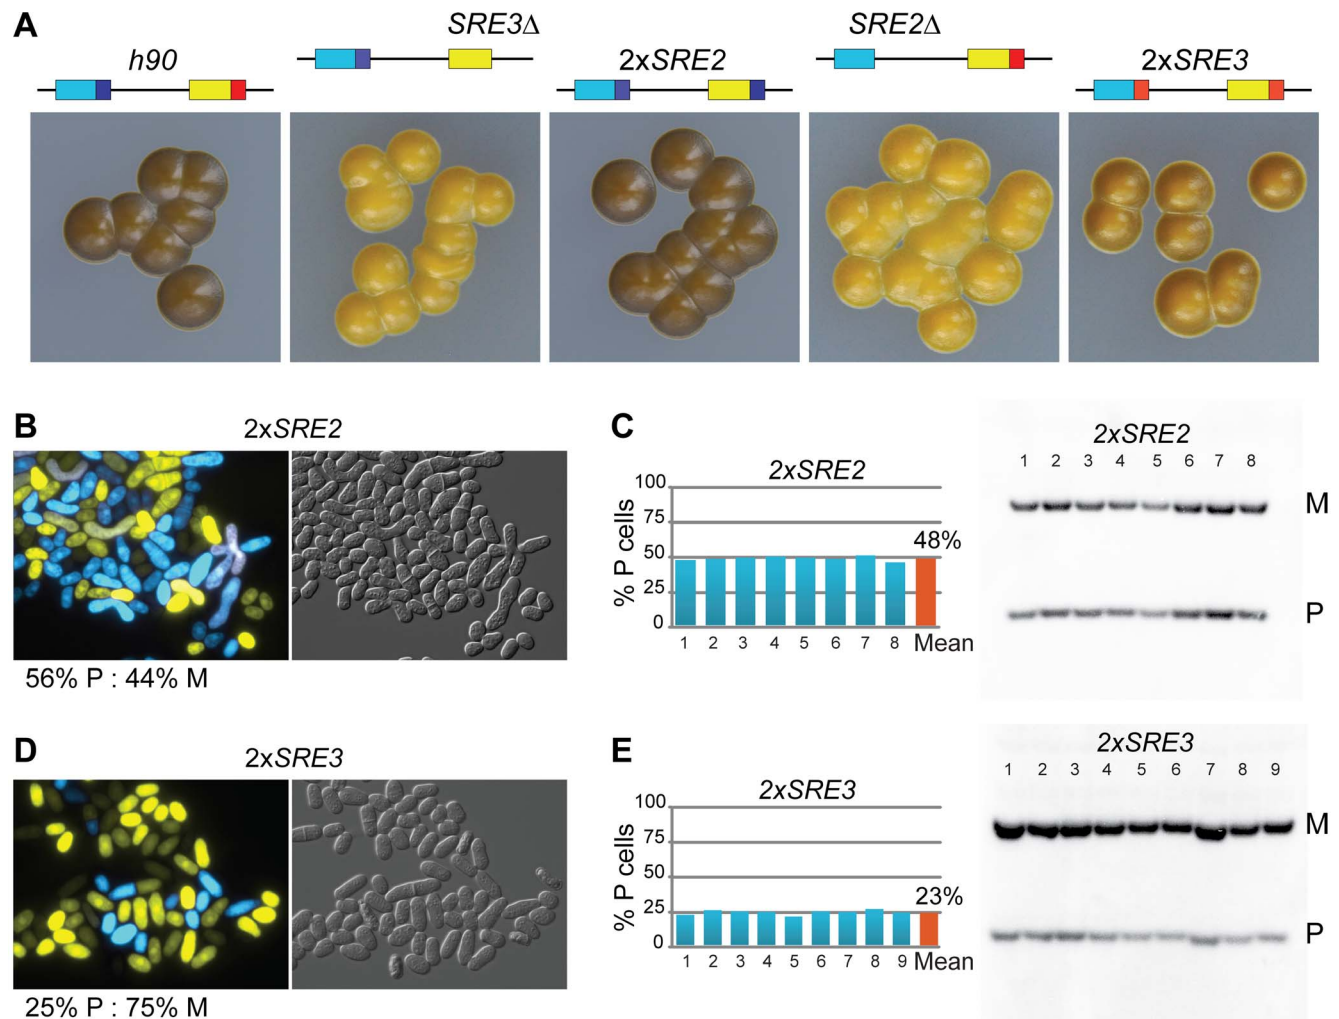 A
h90
SRE3Δ
2xSRE2
SRE2Δ
2xSRE3
B
2xSRE2
56% P : 44% M
C
2xSRE2
% P cells
100
75
50
25
0
48%
1 2 3 4 5 6 7 8 Mean
2xSRE2
1 2 3 4 5 6 7 8
M
P
D
2xSRE3
25% P : 75% M
E
2xSRE3
% P cells
100
75
50
25
0
23%
1 2 3 4 5 6 7 8 9 Mean
2xSRE3
1 2 3 4 5 6 7 8 9
M
P